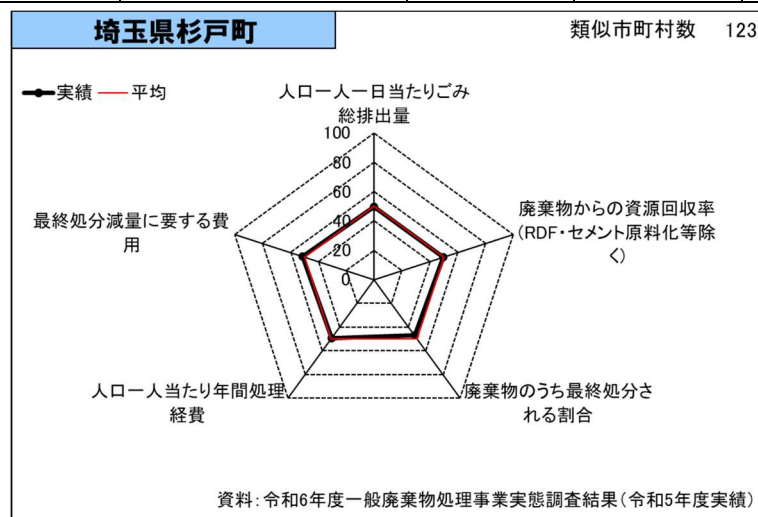 埼玉県杉戸町
類似市町村数 123
実績 平均
人口一人一日当たりごみ
総排出量
100
80
60
40
20
0
廃棄物からの資源回収率
(RDF・セメント原料化等除
く)
最終処分減量に要する費
用
人口一人当たり年間処理
経費
廃棄物のうち最終処分さ
れる割合
資料:令和6年度一般廃棄物処理事業実態調査結果(令和5年度実績)